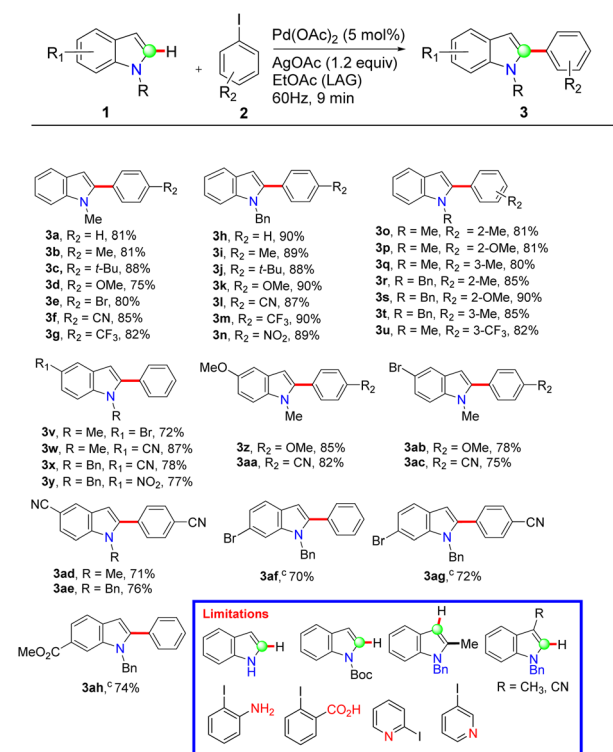 R₁
H
N
R
1
+
I
R₂
2
Pd(OAc)₂ (5 mol%)
AgOAc (1.2 equiv)
EtOAc (LAG)
60Hz, 9 min
R₁
N
R
R₂
3
N
Me
R₂
3a, R₂ = H, 81%
3b, R₂ = Me, 81%
3c, R₂ = t-Bu, 88%
3d, R₂ = OMe, 75%
3e, R₂ = Br, 80%
3f, R₂ = CN, 85%
3g, R₂ = CF₃, 82%
N
Bn
R₂
3h, R₂ = H, 90%
3i, R₂ = Me, 89%
3j, R₂ = t-Bu, 88%
3k, R₂ = OMe, 90%
3l, R₂ = CN, 87%
3m, R₂ = CF₃, 90%
3n, R₂ = NO₂, 89%
N
R
R₂
3o, R = Me, R₂ = 2-Me, 81%
3p, R = Me, R₂ = 2-OMe, 81%
3q, R = Me, R₂ = 3-Me, 80%
3r, R = Bn, R₂ = 2-Me, 85%
3s, R = Bn, R₂ = 2-OMe, 90%
3t, R = Bn, R₂ = 3-Me, 85%
3u, R = Me, R₂ = 3-CF₃, 82%
R₁
N
R
3v, R = Me, R₁ = Br, 72%
3w, R = Me, R₁ = CN, 87%
3x, R = Bn, R₁ = CN, 78%
3y, R = Bn, R₁ = NO₂, 77%
MeO
N
Me
R₂
3z, R₂ = OMe, 85%
3aa, R₂ = CN, 82%
Br
N
Me
R₂
3ab, R₂ = OMe, 78%
3ac, R₂ = CN, 75%
NC
N
R
CN
3ad, R = Me, 71%
3ae, R = Bn, 76%
Br
N
Bn
3af,ᶜ 70%
Br
N
Bn
CN
3ag,ᶜ 72%
MeO₂C
N
Bn
3ah,ᶜ 74%
Limitations
H
N
H
H
N
Boc
H
Me
N
Bn
R
H
N
Bn
R = CH₃, CN
I
NH₂
I
CO₂H
N
I
I
N